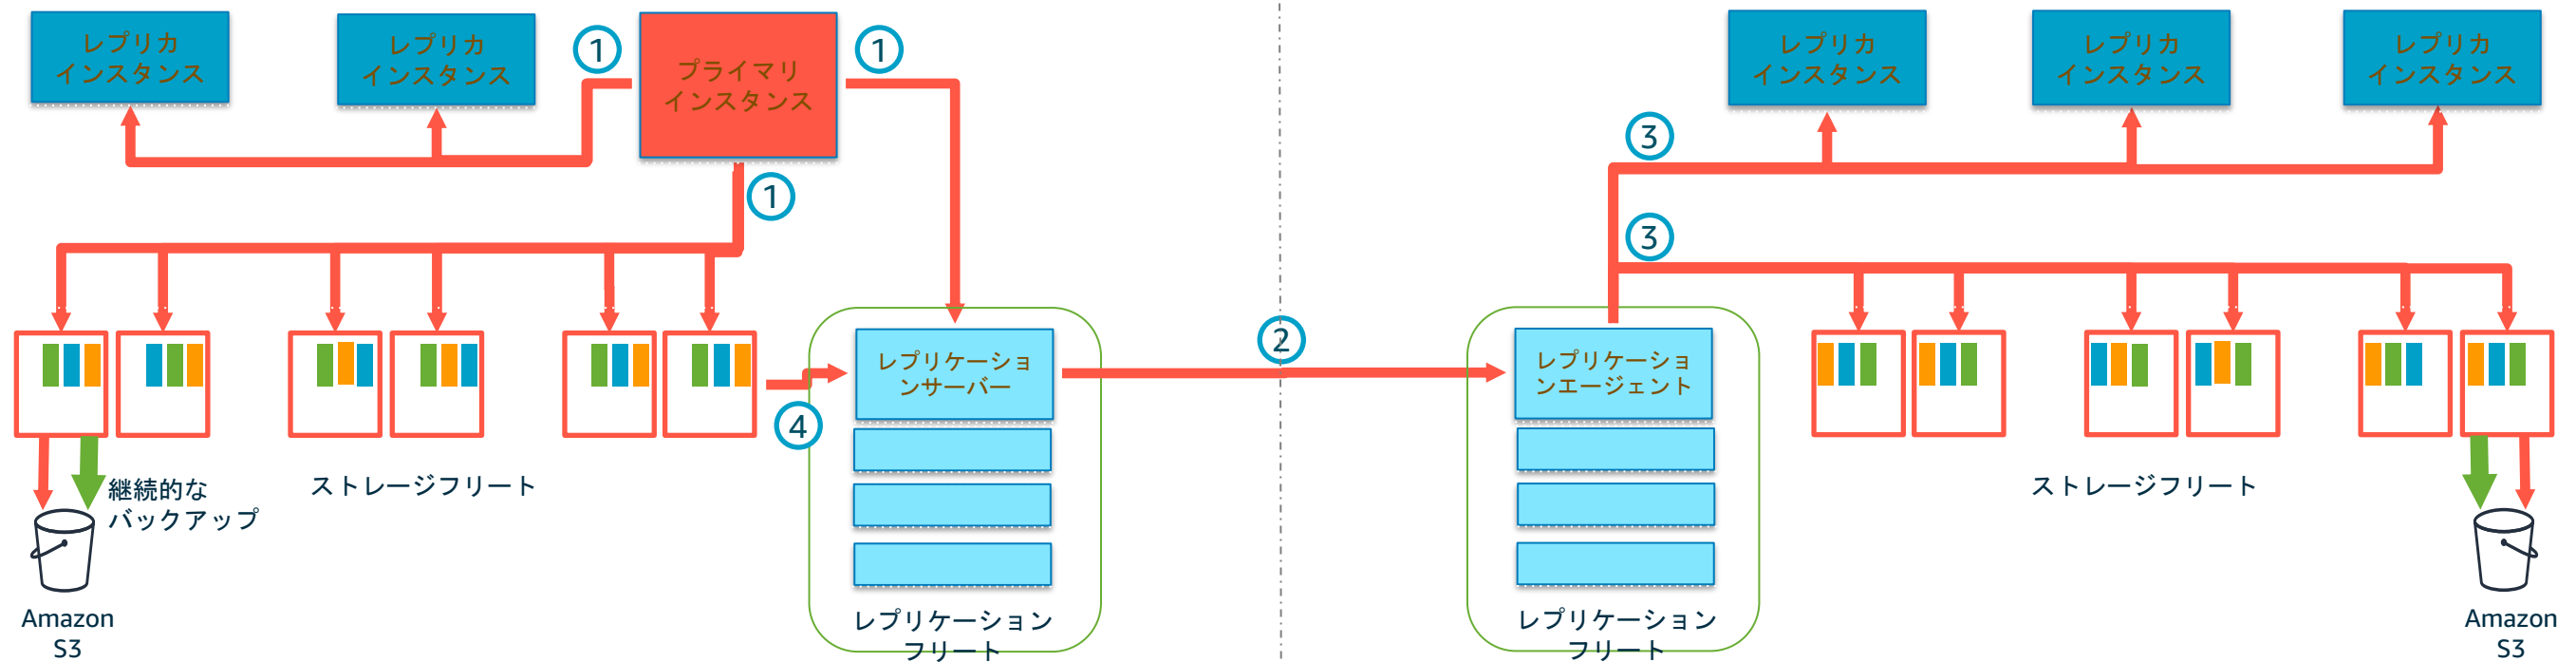 レプリカ
インスタンス
レプリカ
インスタンス
1
プライマリ
インスタンス
1
1
レプリカ
インスタンス
レプリカ
インスタンス
レプリカ
インスタンス
3
3
レプリケーショ
ンサーバー
2
レプリケーショ
ンエージェント
4
継続的な
バックアップ
ストレージフリート
ストレージフリート
Amazon
S3
レプリケーション
フリート
レプリケーション
フリート
Amazon
S3